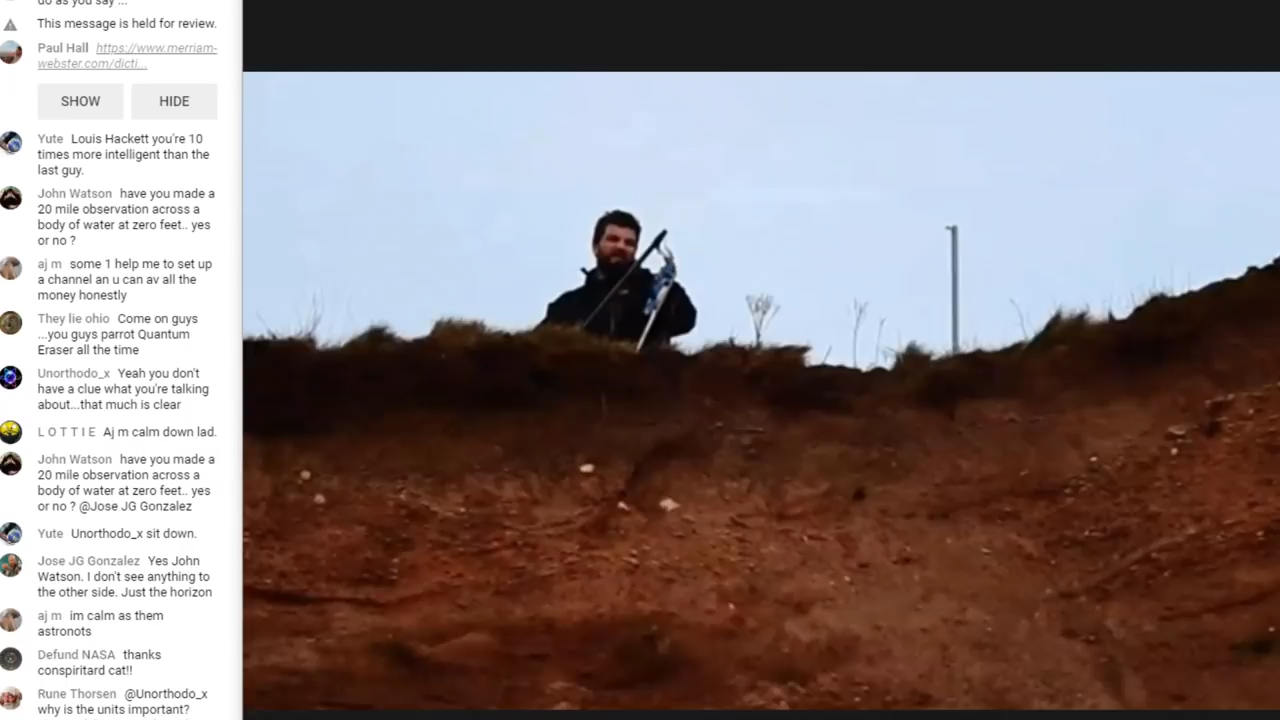 do as you say ...
This message is held for review.
Paul Hall https://www.merriam-
webster.com/dicti...
SHOW HIDE
Yute Louis Hackett you're 10
times more intelligent than the
last guy.
John Watson have you made a
20 mile observation across a
body of water at zero feet.. yes
or no ?
aj m some 1 help me to set up
a channel an u can av all the
money honestly
They lie ohio Come on guys
...you guys parrot Quantum
Eraser all the time
Unorthodo_x Yeah you don't
have a clue what you're talking
about...that much is clear
L O T T I E Aj m calm down lad.
John Watson have you made a
20 mile observation across a
body of water at zero feet.. yes
or no ? @Jose JG Gonzalez
Yute Unorthodo_x sit down.
Jose JG Gonzalez Yes John
Watson. I don't see anything to
the other side. Just the horizon
aj m im calm as them
astronots
Defund NASA thanks
conspiritard cat!!
Rune Thorsen @Unorthodo_x
why is the units important?